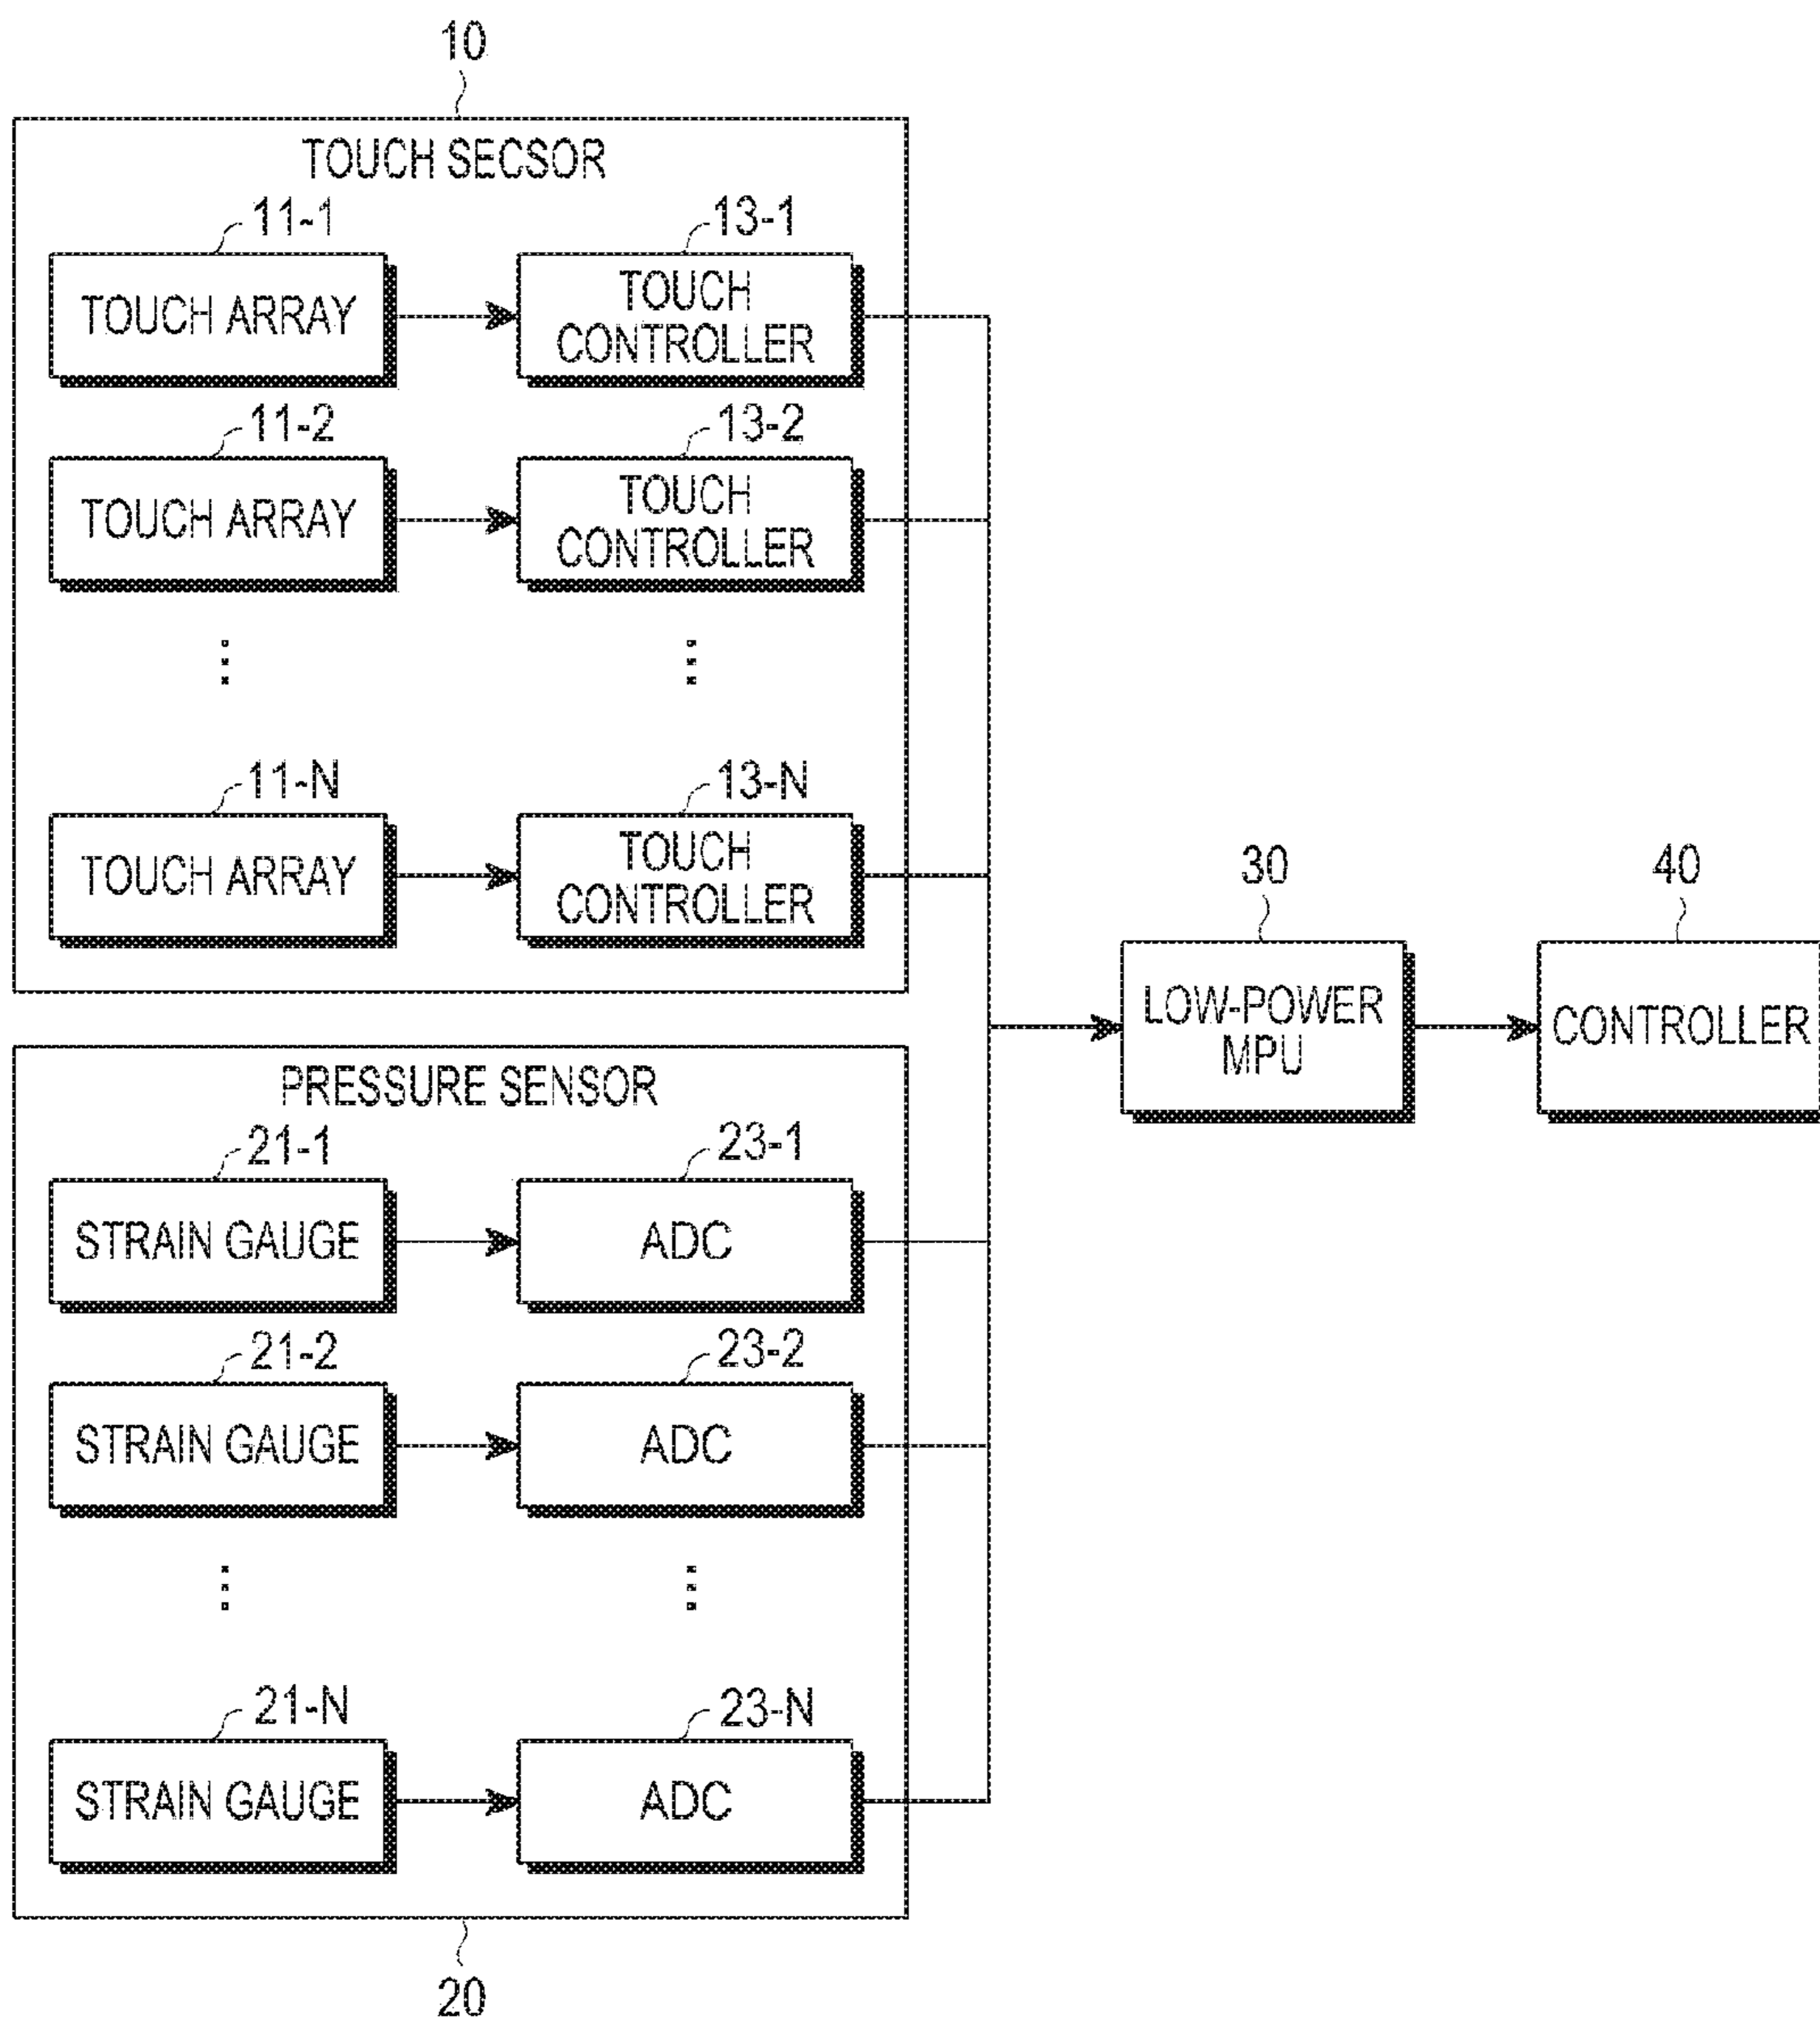 10
TOUCH SECSOR
11-1
13-1
TOUCH ARRAY
TOUCH
CONTROLLER
11-2
13-2
TOUCH ARRAY
TOUCH
CONTROLLER
11-N
13-N
TOUCH ARRAY
TOUCH
CONTROLLER
30
40
LOW-POWER
MPU
CONTROLLER
PRESSURE SENSOR
21-1
23-1
STRAIN GAUGE
ADC
21-2
23-2
STRAIN GAUGE
ADC
21-N
23-N
STRAIN GAUGE
ADC
20